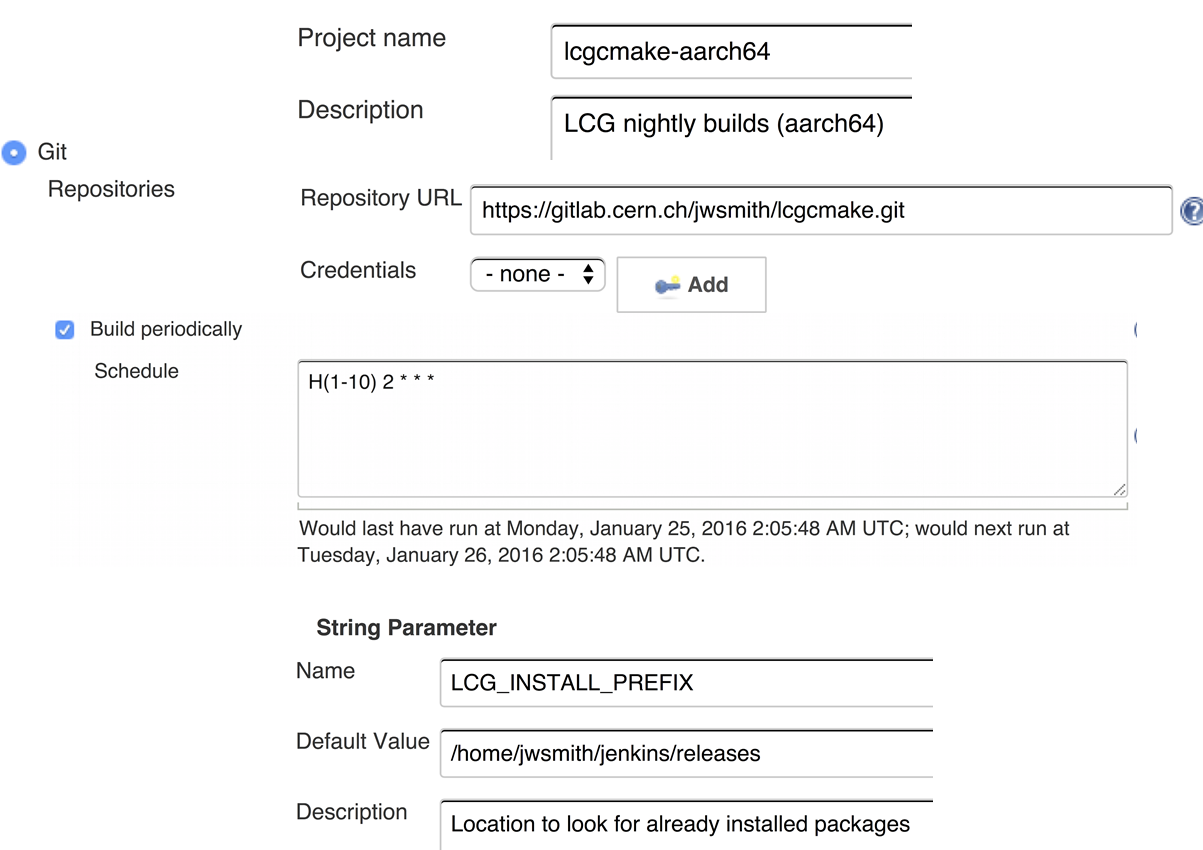 Project name
lcgcmake-aarch64
Description
LCG nightly builds (aarch64)
Git
Repositories
Repository URL
https://gitlab.cern.ch/jwsmith/lcgcmake.git
Credentials
- none -
Add
Build periodically
Schedule
H(1-10) 2 * * *
Would last have run at Monday, January 25, 2016 2:05:48 AM UTC; would next run at
Tuesday, January 26, 2016 2:05:48 AM UTC.
String Parameter
Name
LCG_INSTALL_PREFIX
Default Value
/home/jwsmith/jenkins/releases
Description
Location to look for already installed packages